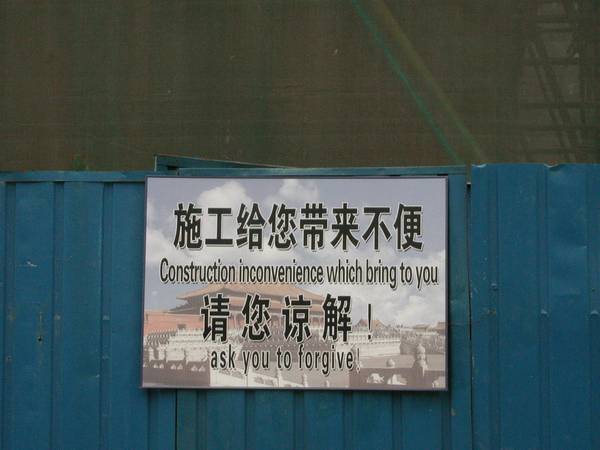 施工给您带来不便
Construction inconvenience which bring to you
请您谅解！
ask you to forgive!